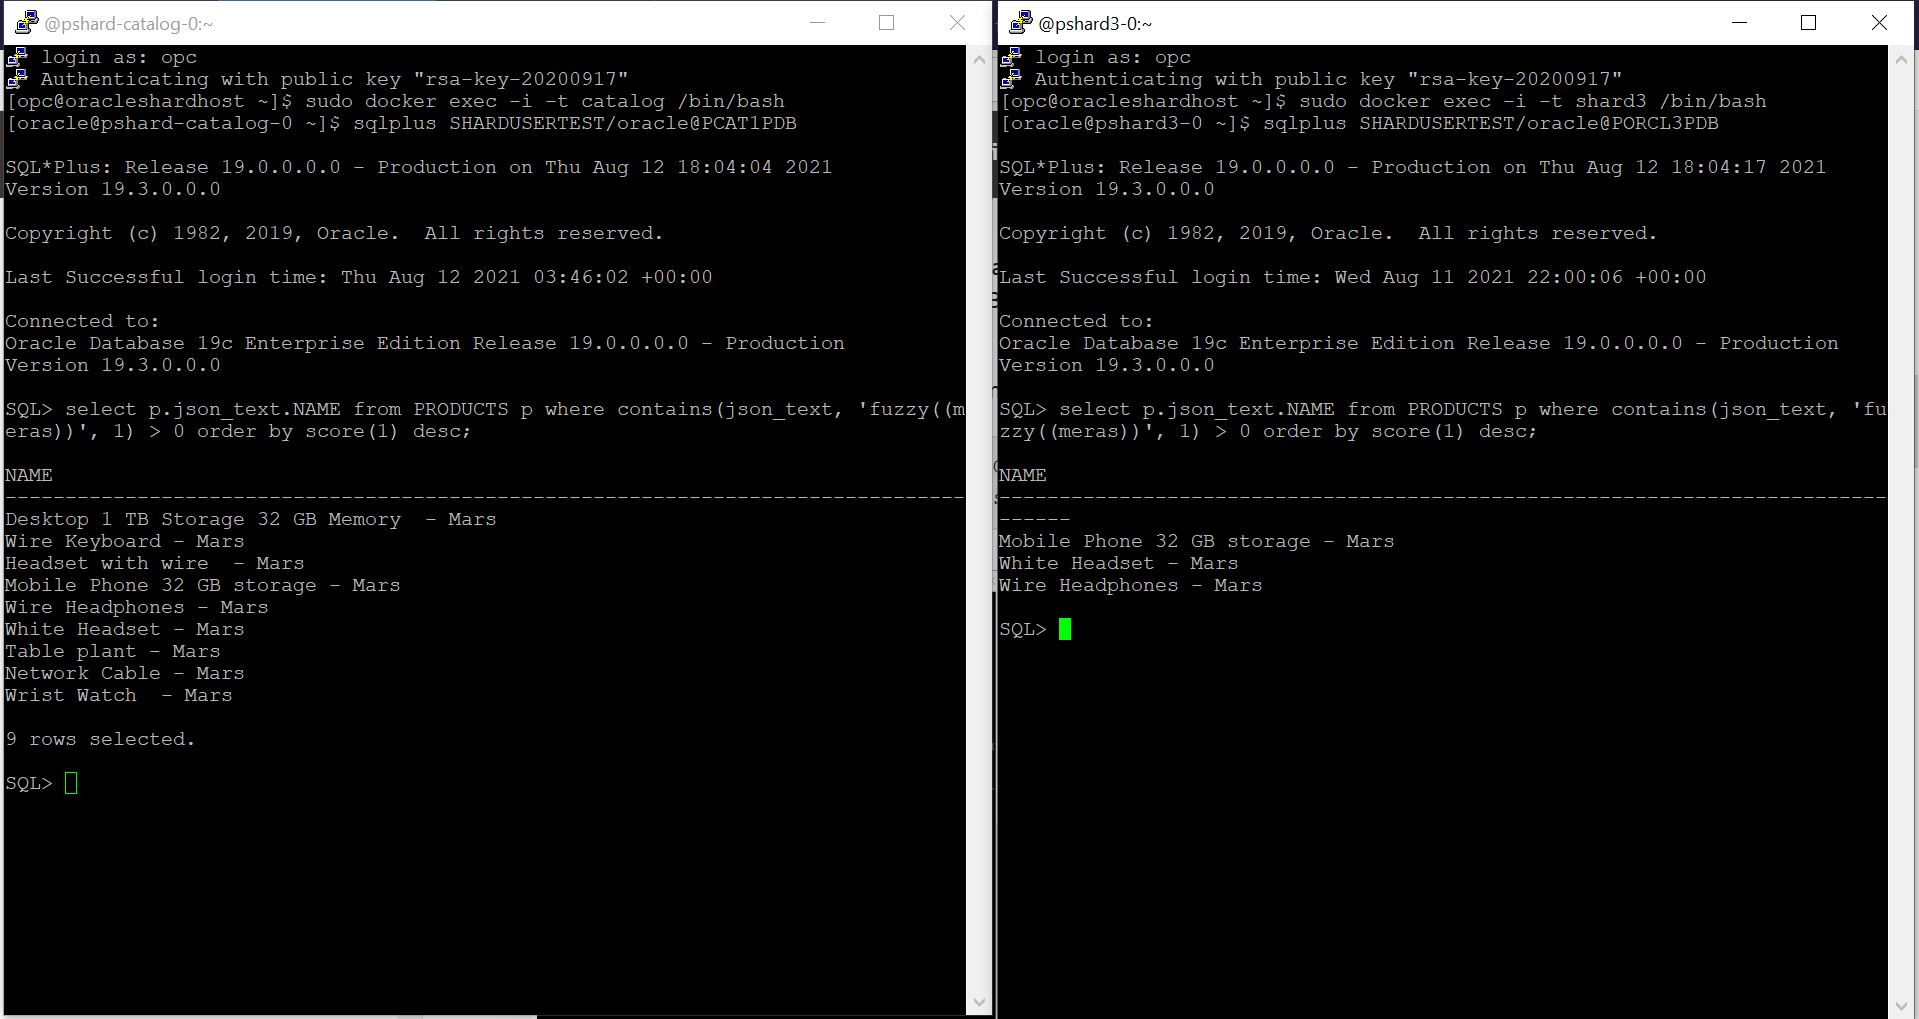 @pshard-catalog-0:~
login as: opc
Authenticating with public key "rsa-key-20200917"
[opc@oracleshardhost ~]$ sudo docker exec -i -t catalog /bin/bash
[oracle@pshard-catalog-0 ~]$ sqlplus SHARDUSERTEST/oracle@PCAT1PDB
SQL*Plus: Release 19.0.0.0.0 - Production on Thu Aug 12 18:04:04 2021
Version 19.3.0.0.0
Copyright (c) 1982, 2019, Oracle.  All rights reserved.
Last Successful login time: Thu Aug 12 2021 03:46:02 +00:00
Connected to:
Oracle Database 19c Enterprise Edition Release 19.0.0.0.0 - Production
Version 19.3.0.0.0
SQL> select p.json_text.NAME from PRODUCTS p where contains(json_text, 'fuzzy((m
eras))', 1) > 0 order by score(1) desc;
NAME
--------------------------------------------------------------------------------
Desktop 1 TB Storage 32 GB Memory  - Mars
Wire Keyboard - Mars
Headset with wire  - Mars
Mobile Phone 32 GB storage - Mars
Wire Headphones - Mars
White Headset - Mars
Table plant - Mars
Network Cable - Mars
Wrist Watch  - Mars
9 rows selected.
SQL>
@pshard3-0:~
login as: opc
Authenticating with public key "rsa-key-20200917"
[opc@oracleshardhost ~]$ sudo docker exec -i -t shard3 /bin/bash
[oracle@pshard3-0 ~]$ sqlplus SHARDUSERTEST/oracle@PORCL3PDB
SQL*Plus: Release 19.0.0.0.0 - Production on Thu Aug 12 18:04:17 2021
Version 19.3.0.0.0
Copyright (c) 1982, 2019, Oracle.  All rights reserved.
Last Successful login time: Wed Aug 11 2021 22:00:06 +00:00
Connected to:
Oracle Database 19c Enterprise Edition Release 19.0.0.0.0 - Production
Version 19.3.0.0.0
SQL> select p.json_text.NAME from PRODUCTS p where contains(json_text, 'fu
zzy((meras))', 1) > 0 order by score(1) desc;
NAME
--------------------------------------------------------------------------
------
Mobile Phone 32 GB storage - Mars
White Headset - Mars
Wire Headphones - Mars
SQL>